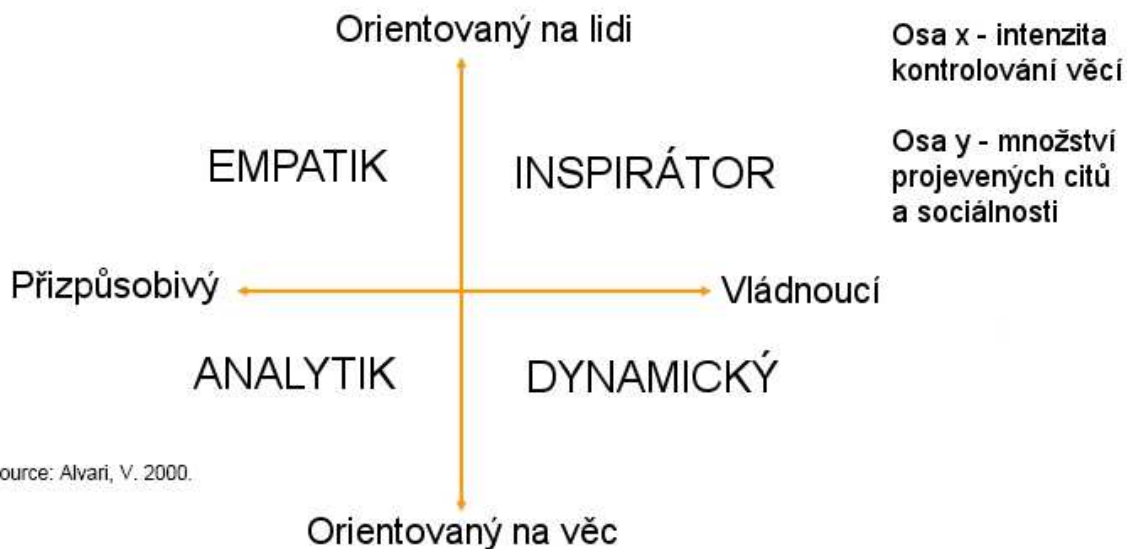 Orientovaný na lidi
Osa x - intenzita
kontrolování věcí
Osa y - množství
projevených citů
a sociálnosti
EMPATIK
INSPIRÁTOR
Přizpůsobivý
Vládnoucí
ANALYTIK
DYNAMICKÝ
ource: Alvari, V. 2000.
Orientovaný na věc